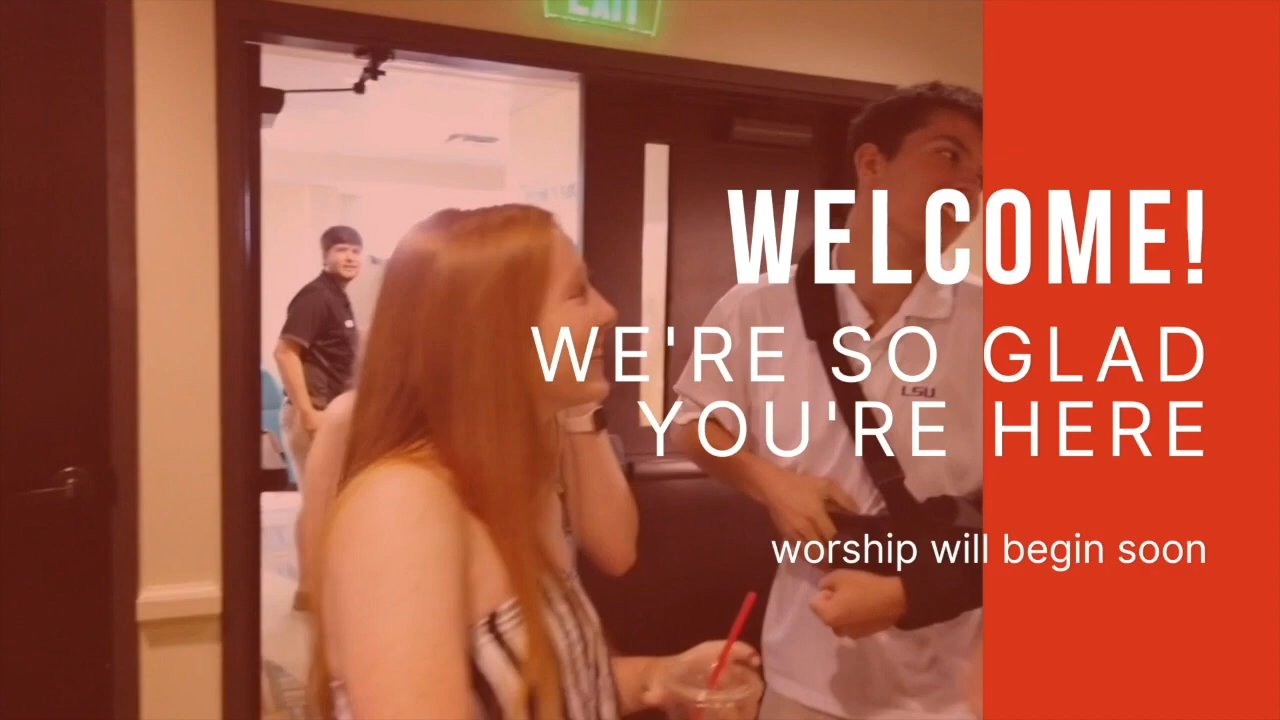 EXIT
WELCOME!
WE'RE SO GLAD
LSU
YOU'RE HERE
worship will begin soon